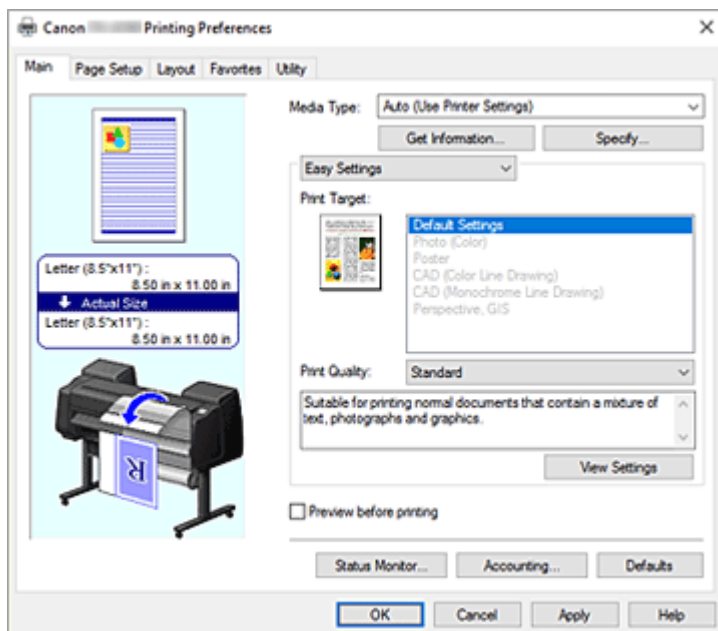 Canon Printing Preferences
Main Page Setup Layout Favorites Utility
Media Type: Auto (Use Printer Settings)
Get Information... Specify...
Easy Settings
Print Target:
Default Settings
Photo (Color)
Poster
CAD (Color Line Drawing)
CAD (Monochrome Line Drawing)
Perspective, GIS
Letter (8.5"x11") :
8.50 in x 11.00 in
Actual Size
Letter (8.5"x11") :
8.50 in x 11.00 in
R
Print Quality: Standard
Suitable for printing normal documents that contain a mixture of
text, photographs and graphics.
View Settings
Preview before printing
Status Monitor... Accounting... Defaults
OK Cancel Apply Help